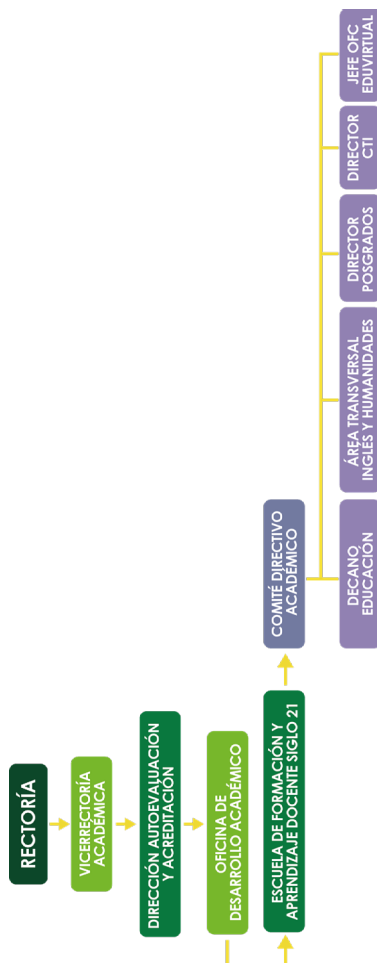 RECTORÍA
VICERRECTORÍA
ACADÉMICA
DIRECCIÓN AUTOEVALUACIÓN
Y ACREDITACIÓN
OFICINA DE
DESARROLLO ACADÉMICO
ESCUELA DE FORMACIÓN Y
APRENDIZAJE DOCENTE SIGLO 21
COMITÉ DIRECTIVO
ACADÉMICO
DECANO
EDUCACIÓN
ÁREA TRANSVERSAL
INGLÉS Y HUMANIDADES
DIRECTOR
POSGRADOS
DIRECTOR
CTI
JEFE OFC
EDUVIRTUAL